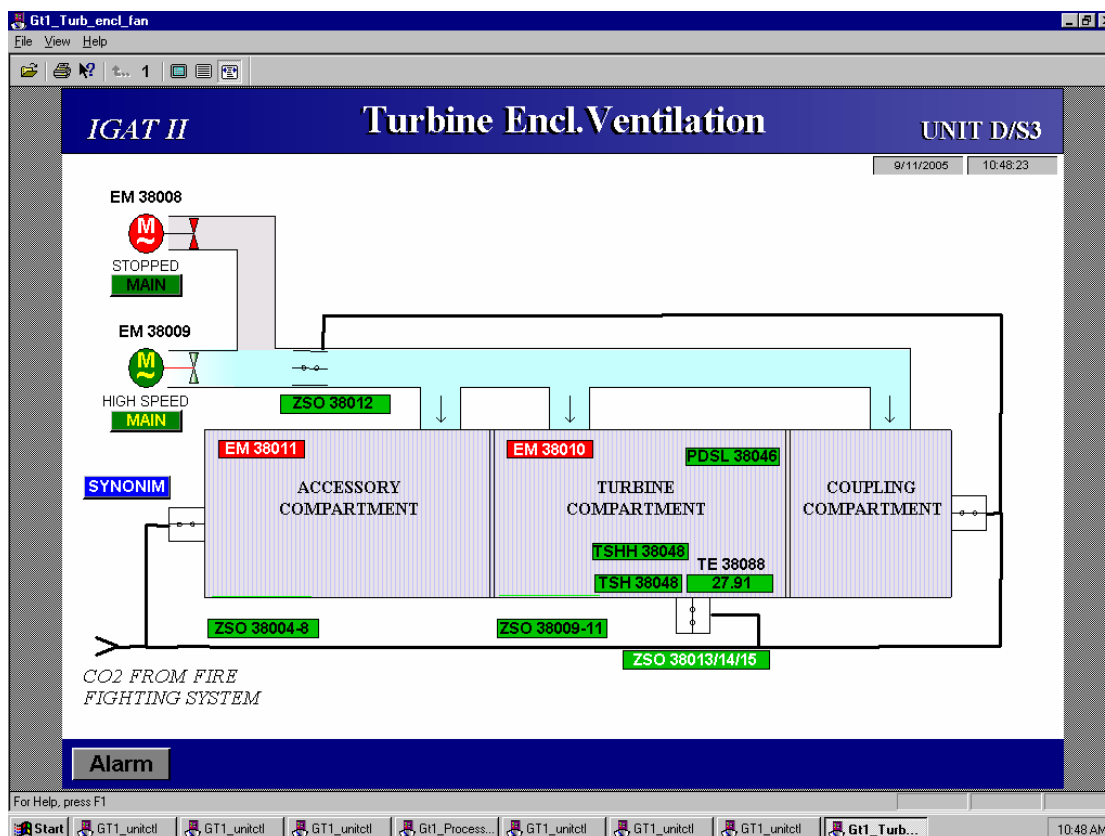 Gt1_Turb_encl_fan
File View Help
1
IGAT II
Turbine Encl.Ventilation
UNIT D/S3
9/11/2005
10:48:23
EM 38008
M
STOPPED
MAIN
EM 38009
M
HIGH SPEED
MAIN
ZSO 38012
EM 38011
EM 38010
PDSL 38046
SYNONIM
ACCESSORY
COMPARTMENT
TURBINE
COMPARTMENT
COUPLING
COMPARTMENT
TSHH 38048
TE 38088
TSH 38048
27.91
ZSO 38004-8
ZSO 38009-11
ZSO 38013/14/15
CO2 FROM FIRE
FIGHTING SYSTEM
Alarm
For Help, press F1
Start
GT1_unitctl
GT1_unitctl
GT1_unitctl
Gt1_Process...
GT1_unitctl
GT1_unitctl
GT1_unitctl
Gt1_Turb...
10:48 AM